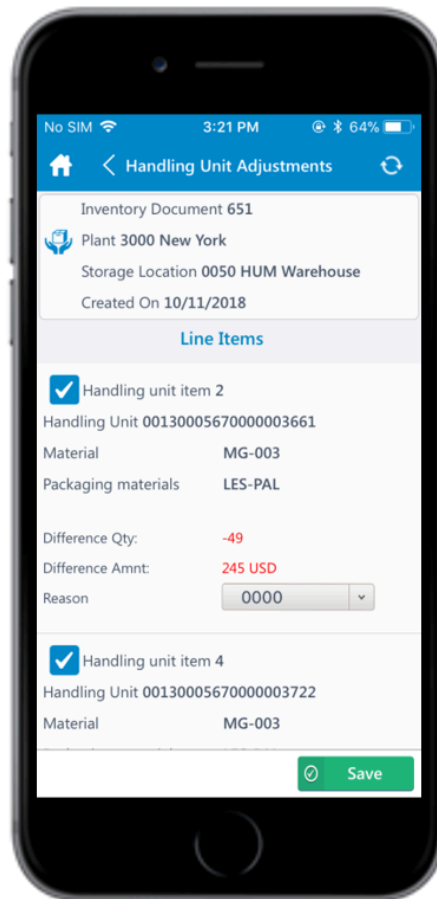 No SIM 3:21 PM 64%
Handling Unit Adjustments
Inventory Document 651
Plant 3000 New York
Storage Location 0050 HUM Warehouse
Created On 10/11/2018
Line Items
Handling unit item 2
Handling Unit 00130005670000003661
Material MG-003
Packaging materials LES-PAL
Difference Qty: -49
Difference Amnt: 245 USD
Reason 0000
Handling unit item 4
Handling Unit 00130005670000003722
Material MG-003
Save